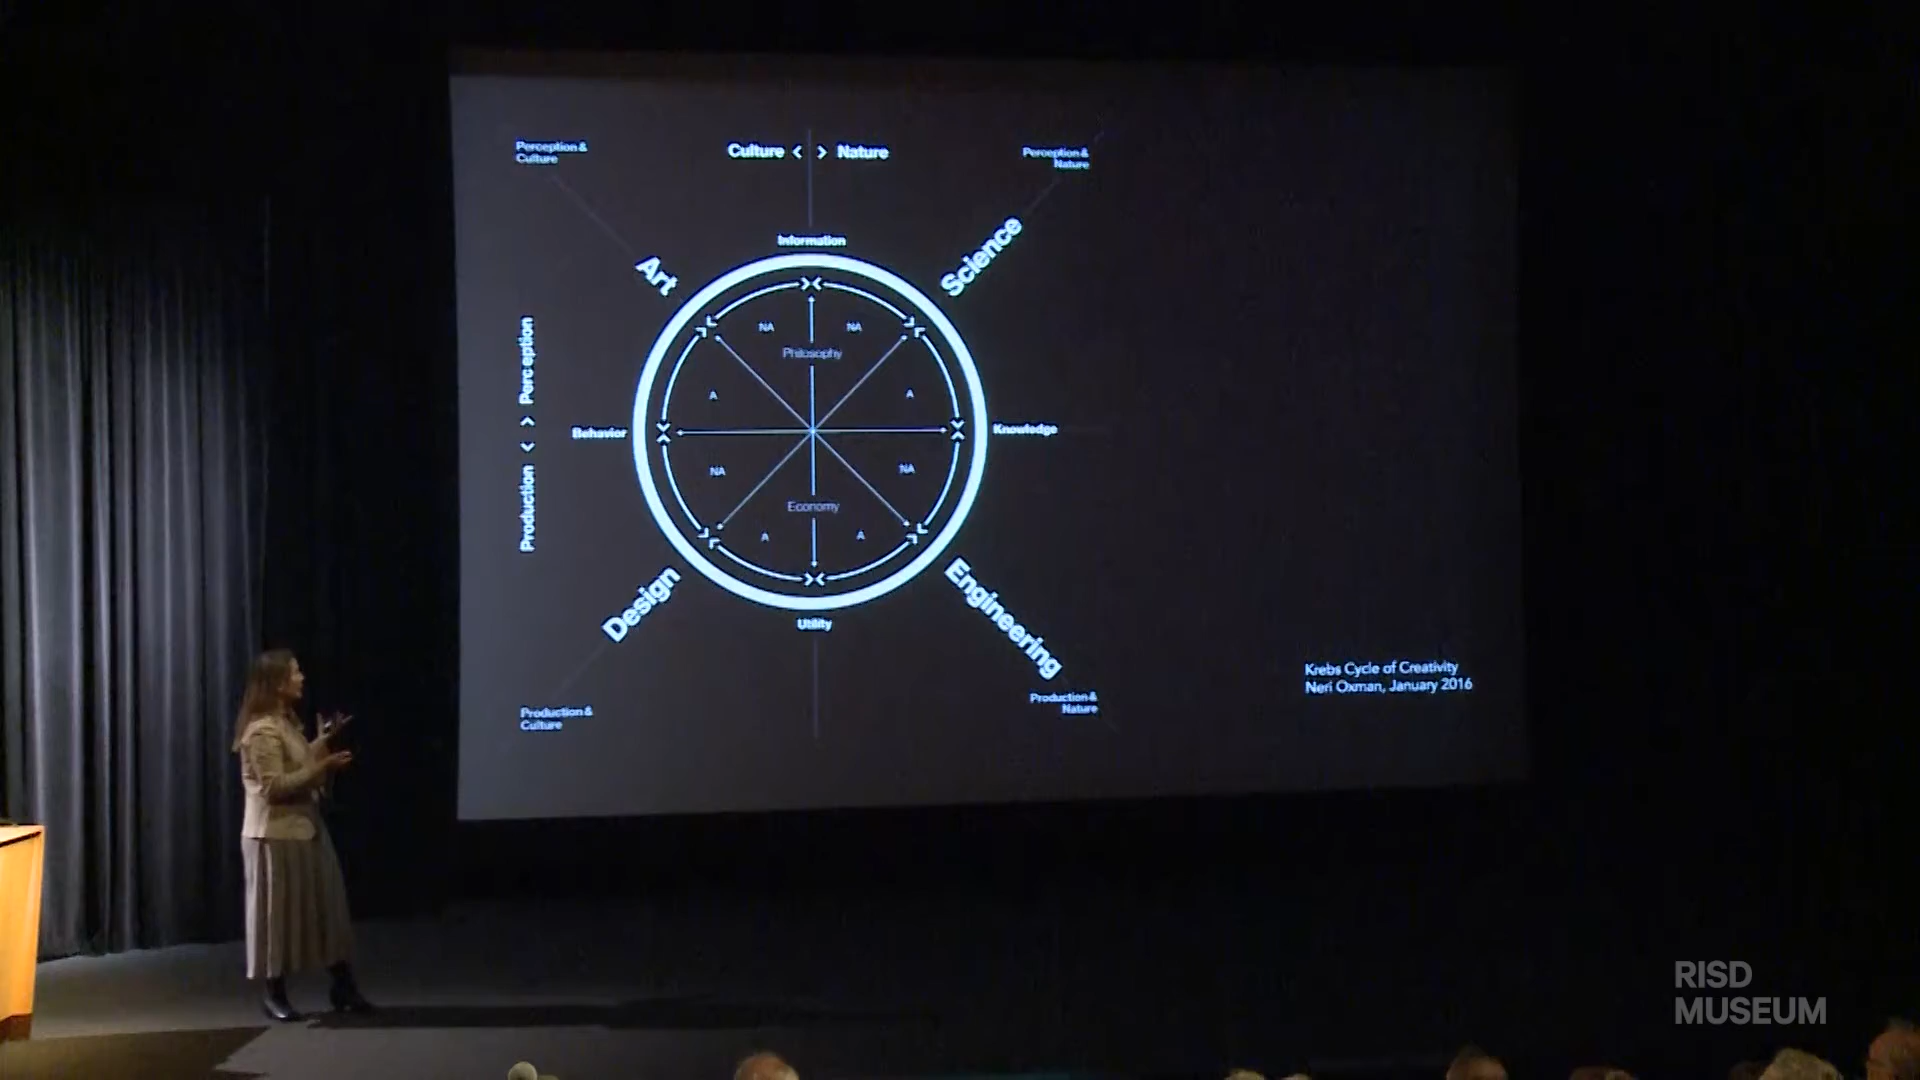 Perception &
Culture
Culture < > Nature
Perception &
Nature
Information
Art
Science
NA
NA
Philosophy
A
A
Production < > Perception
Behavior
Knowledge
NA
NA
Economy
A
A
Design
Engineering
Utility
Krebs Cycle of Creativity
Neri Oxman, January 2016
Production &
Culture
Production &
Nature
RISD
MUSEUM